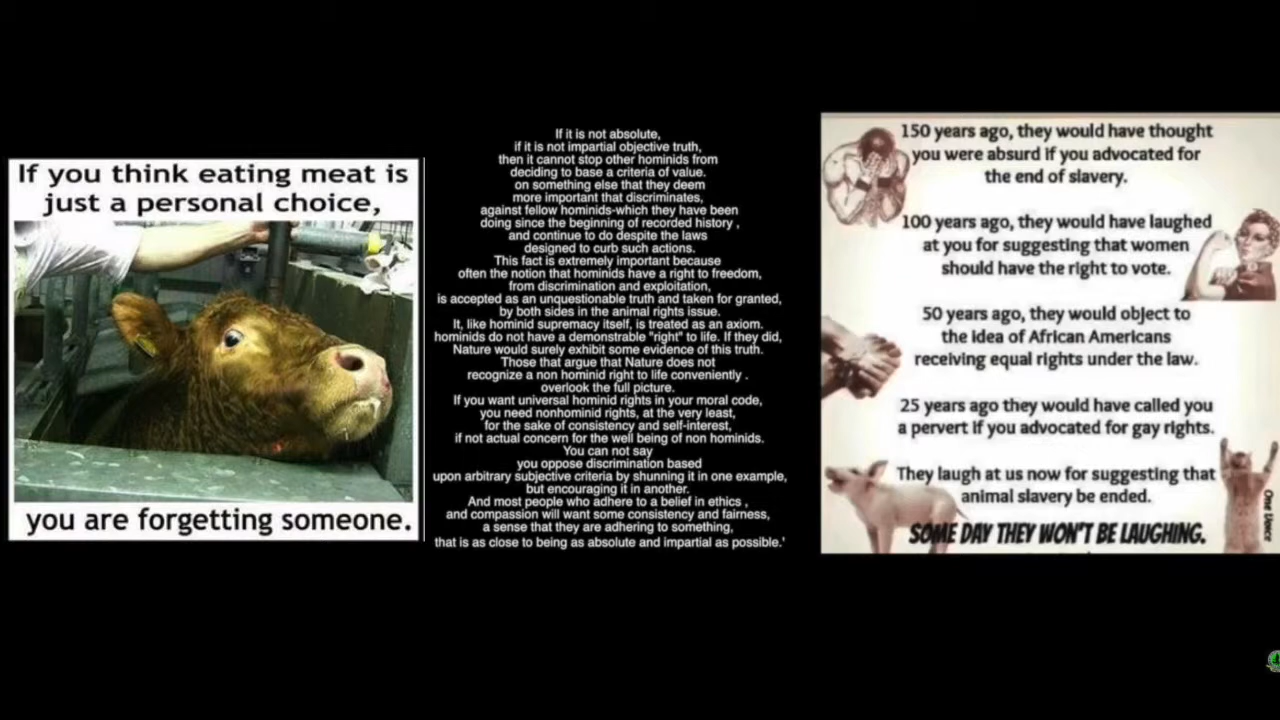 If you think eating meat is
just a personal choice,
you are forgetting someone.
If it is not absolute,
if it is not impartial objective truth,
then it cannot stop other hominids from
deciding to base a criteria of value.
on something else that they deem
more important that discriminates,
against fellow hominids-which they have been
doing since the beginning of recorded history ,
and continue to do despite the laws
designed to curb such actions.
This fact is extremely important because
often the notion that hominids have a right to freedom,
from discrimination and exploitation,
is accepted as an unquestionable truth and taken for granted,
by both sides in the animal rights issue.
It, like hominid supremacy itself, is treated as an axiom.
hominids do not have a demonstrable "right" to life. If they did,
Nature would surely exhibit some evidence of this truth.
Those that argue that Nature does not
recognize a non hominid right to life conveniently .
overlook the full picture.
If you want universal hominid rights in your moral code,
you need nonhominid rights, at the very least,
for the sake of consistency and self-interest,
if not actual concern for the well being of non hominids.
You can not say
you oppose discrimination based
upon arbitrary subjective criteria by shunning it in one example,
but encouraging it in another.
And most people who adhere to a belief in ethics ,
and compassion will want some consistency and fairness,
a sense that they are adhering to something,
that is as close to being as absolute and impartial as possible.'
150 years ago, they would have thought
you were absurd if you advocated for
the end of slavery.
100 years ago, they would have laughed
at you for suggesting that women
should have the right to vote.
50 years ago, they would object to
the idea of African Americans
receiving equal rights under the law.
25 years ago they would have called you
a pervert if you advocated for gay rights.
They laugh at us now for suggesting that
animal slavery be ended.
SOME DAY THEY WON'T BE LAUGHING.
One Voice